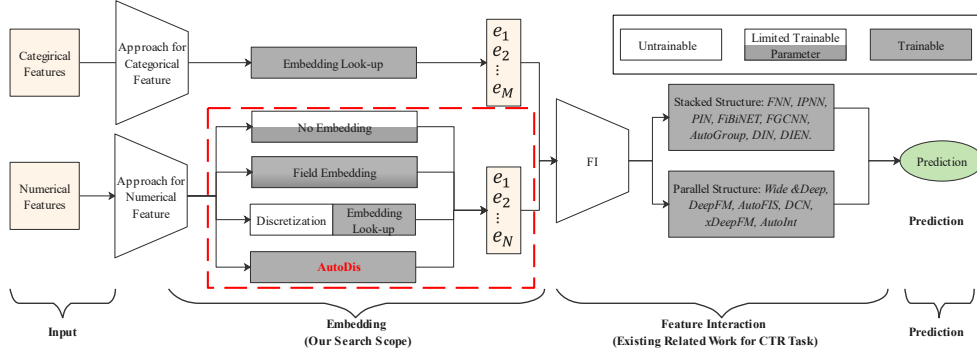 Categirical
Features
Approach for
Categorical
Feature
Embedding Look-up
e1
e2
⋮
eM
Untrainable
Limited Trainable
Parameter
Trainable
Numerical
Features
Approach for
Numerical
Feature
No Embedding
Field Embedding
Discretization
Embedding
Look-up
AutoDis
e1
e2
⋮
eN
FI
Stacked Structure: FNN, IPNN,
PIN, FiBiNET, FGCNN,
AutoGroup, DIN, DIEN.
Parallel Structure: Wide &Deep,
DeepFM, AutoFIS, DCN,
xDeepFM, AutoInt
Prediction
Prediction
Input
Embedding
(Our Search Scope)
Feature Interaction
(Existing Related Work for CTR Task)
Prediction